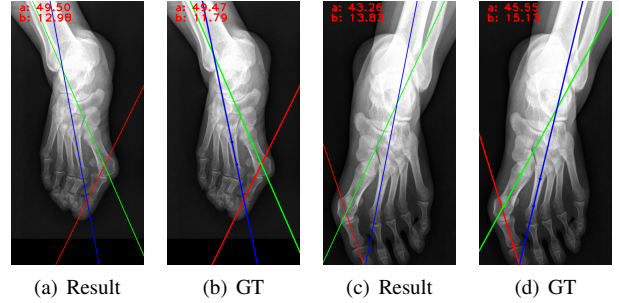 a: 49.50
b: 12.98
a: 49.47
b: 11.79
a: 43.26
b: 13.83
a: 45.55
b: 15.13
(a) Result
(b) GT
(c) Result
(d) GT